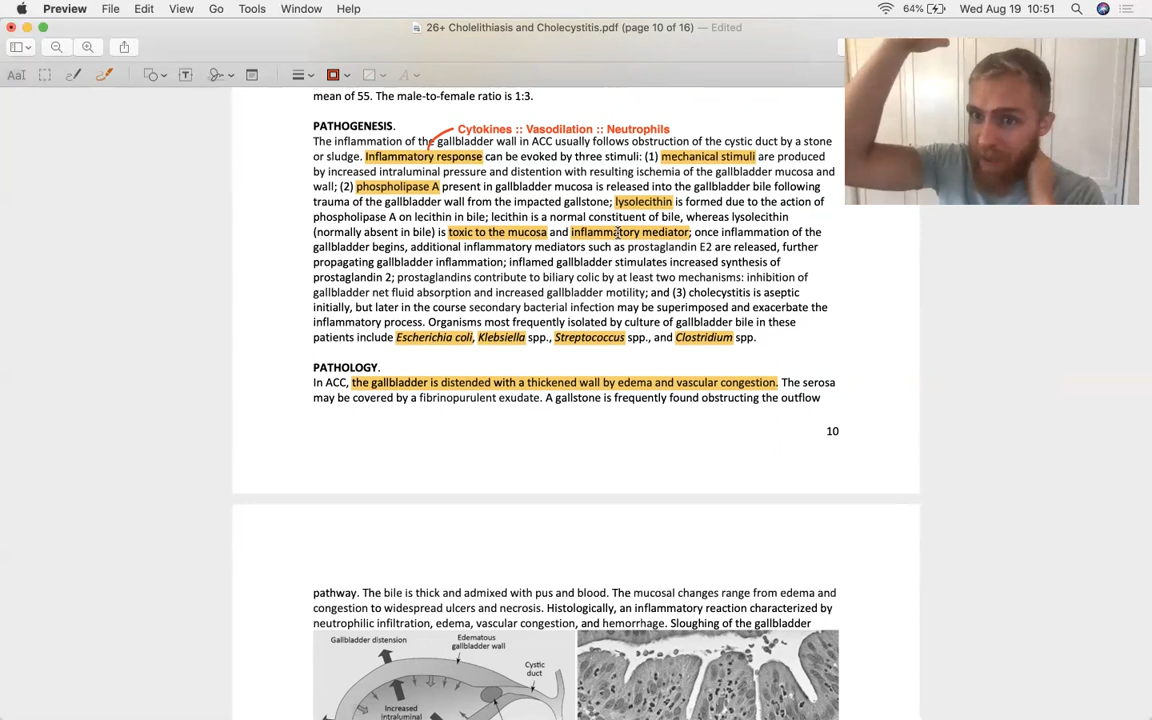 Preview File Edit View Go Tools Window Help 64% Wed Aug 19 10:51
26+ Cholelithiasis and Cholecystitis.pdf (page 10 of 16) — Edited
mean of 55. The male-to-female ratio is 1:3.
PATHOGENESIS.
Cytokines :: Vasodilation :: Neutrophils
The inflammation of the gallbladder wall in ACC usually follows obstruction of the cystic duct by a stone
or sludge. Inflammatory response can be evoked by three stimuli: (1) mechanical stimuli are produced
by increased intraluminal pressure and distention with resulting ischemia of the gallbladder mucosa and
wall; (2) phospholipase A present in gallbladder mucosa is released into the gallbladder bile following
trauma of the gallbladder wall from the impacted gallstone; lysolecithin is formed due to the action of
phospholipase A on lecithin in bile; lecithin is a normal constituent of bile, whereas lysolecithin
(normally absent in bile) is toxic to the mucosa and inflammatory mediator; once inflammation of the
gallbladder begins, additional inflammatory mediators such as prostaglandin E2 are released, further
propagating gallbladder inflammation; inflamed gallbladder stimulates increased synthesis of
prostaglandin 2; prostaglandins contribute to biliary colic by at least two mechanisms: inhibition of
gallbladder net fluid absorption and increased gallbladder motility; and (3) cholecystitis is aseptic
initially, but later in the course secondary bacterial infection may be superimposed and exacerbate the
inflammatory process. Organisms most frequently isolated by culture of gallbladder bile in these
patients include Escherichia coli, Klebsiella spp., Streptococcus spp., and Clostridium spp.
PATHOLOGY.
In ACC, the gallbladder is distended with a thickened wall by edema and vascular congestion. The serosa
may be covered by a fibrinopurulent exudate. A gallstone is frequently found obstructing the outflow
10
pathway. The bile is thick and admixed with pus and blood. The mucosal changes range from edema and
congestion to widespread ulcers and necrosis. Histologically, an inflammatory reaction characterized by
neutrophilic infiltration, edema, vascular congestion, and hemorrhage. Sloughing of the gallbladder
Gallbladder distension
Edematous
gallbladder wall
Cystic
duct
Increased
intraluminal